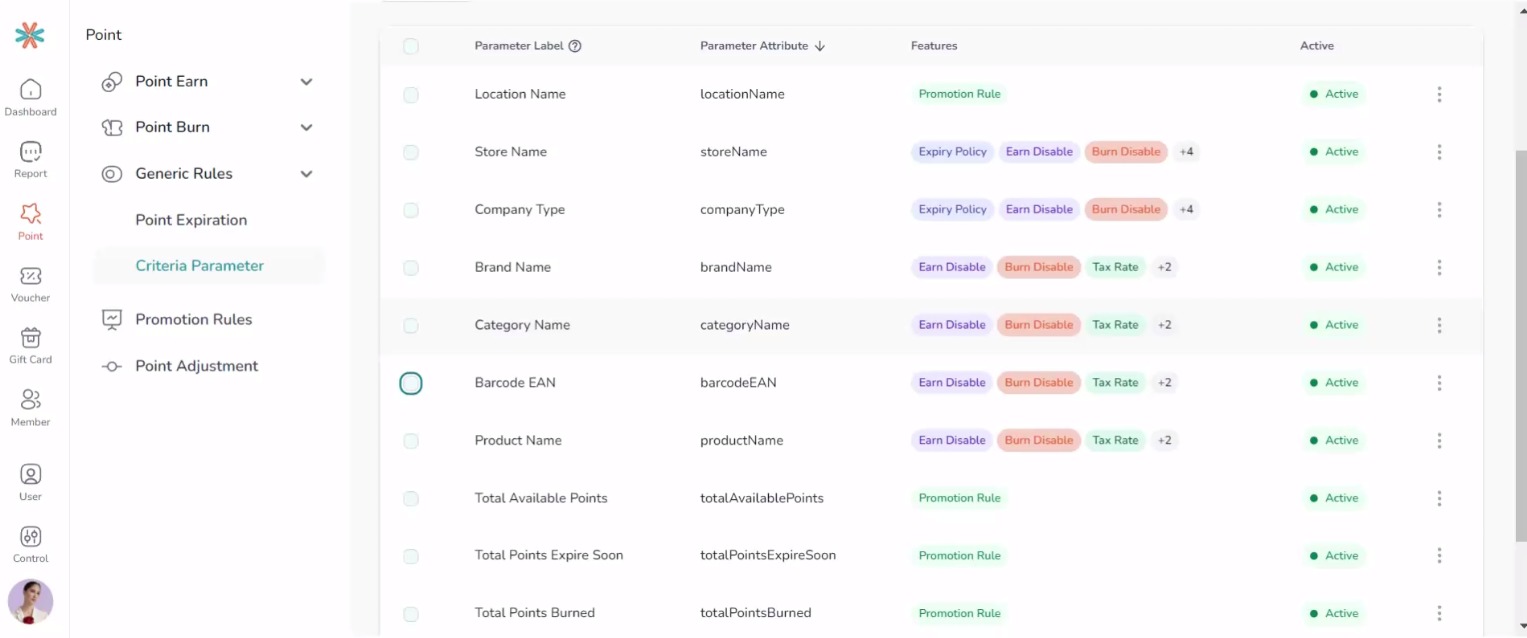 Dashboard
Report
Point
Voucher
Gift Card
Member
User
Control
Point
Point Earn
Point Burn
Generic Rules
Point Expiration
Criteria Parameter
Promotion Rules
Point Adjustment
Parameter Label ? Parameter Attribute ↓ Features Active
Location Name locationName Promotion Rule Active
Store Name storeName Expiry Policy Earn Disable Burn Disable +4 Active
Company Type companyType Expiry Policy Earn Disable Burn Disable +4 Active
Brand Name brandName Earn Disable Burn Disable Tax Rate +2 Active
Category Name categoryName Earn Disable Burn Disable Tax Rate +2 Active
Barcode EAN barcodeEAN Earn Disable Burn Disable Tax Rate +2 Active
Product Name productName Earn Disable Burn Disable Tax Rate +2 Active
Total Available Points totalAvailablePoints Promotion Rule Active
Total Points Expire Soon totalPointsExpireSoon Promotion Rule Active
Total Points Burned totalPointsBurned Promotion Rule Active